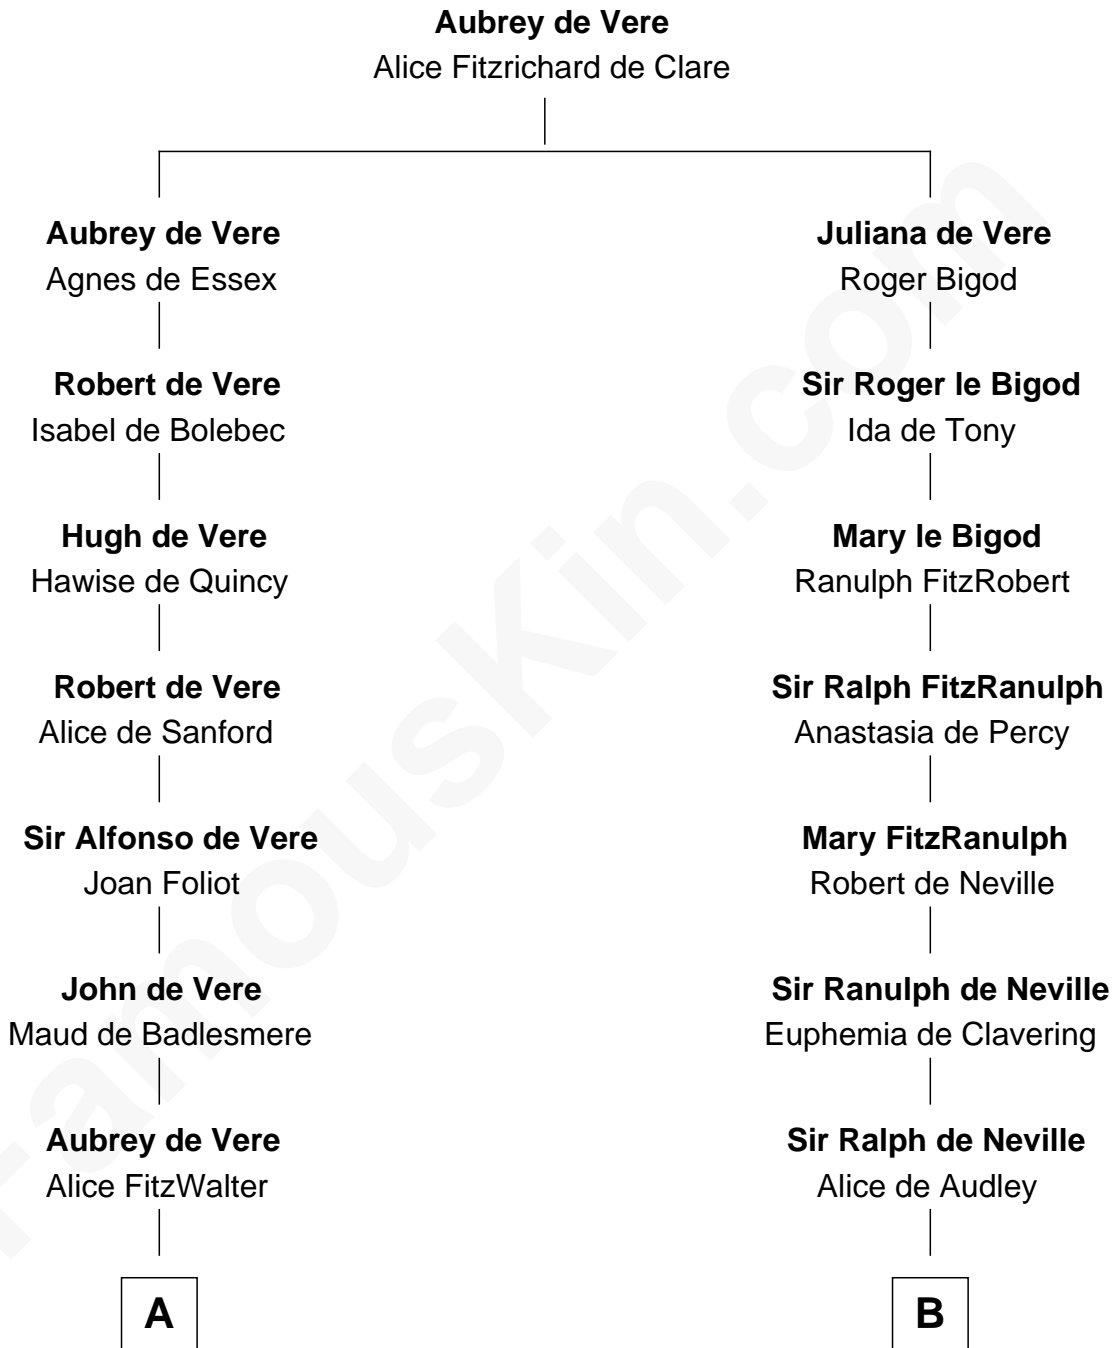 Aubrey de Vere
Alice Fitzrichard de Clare
Aubrey de Vere
Agnes de Essex
Juliana de Vere
Roger Bigod
Robert de Vere
Isabel de Bolebec
Sir Roger le Bigod
Ida de Tony
Hugh de Vere
Hawise de Quincy
Mary le Bigod
Ranulph FitzRobert
Robert de Vere
Alice de Sanford
Sir Ralph FitzRanulph
Anastasia de Percy
Sir Alfonso de Vere
Joan Foliot
Mary FitzRanulph
Robert de Neville
John de Vere
Maud de Badlesmere
Sir Ranulph de Neville
Euphemia de Clavering
Aubrey de Vere
Alice FitzWalter
Sir Ralph de Neville
Alice de Audley
A
B
FamousKin.com